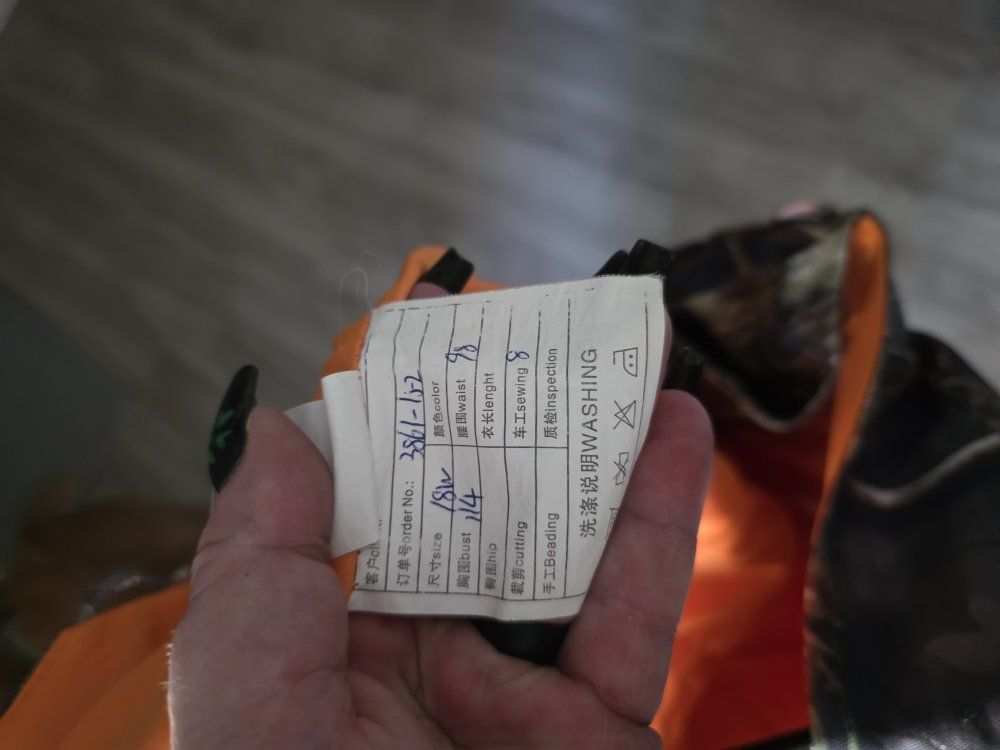 订单号order No.: 3861-1j-2
尺寸size 18W 颜色color
胸围bust 114 腰围waist 98
臀围hip 衣长lenght
裁剪cutting 车工sewing 8
手工Beading 质检inspection
洗涤说明WASHING